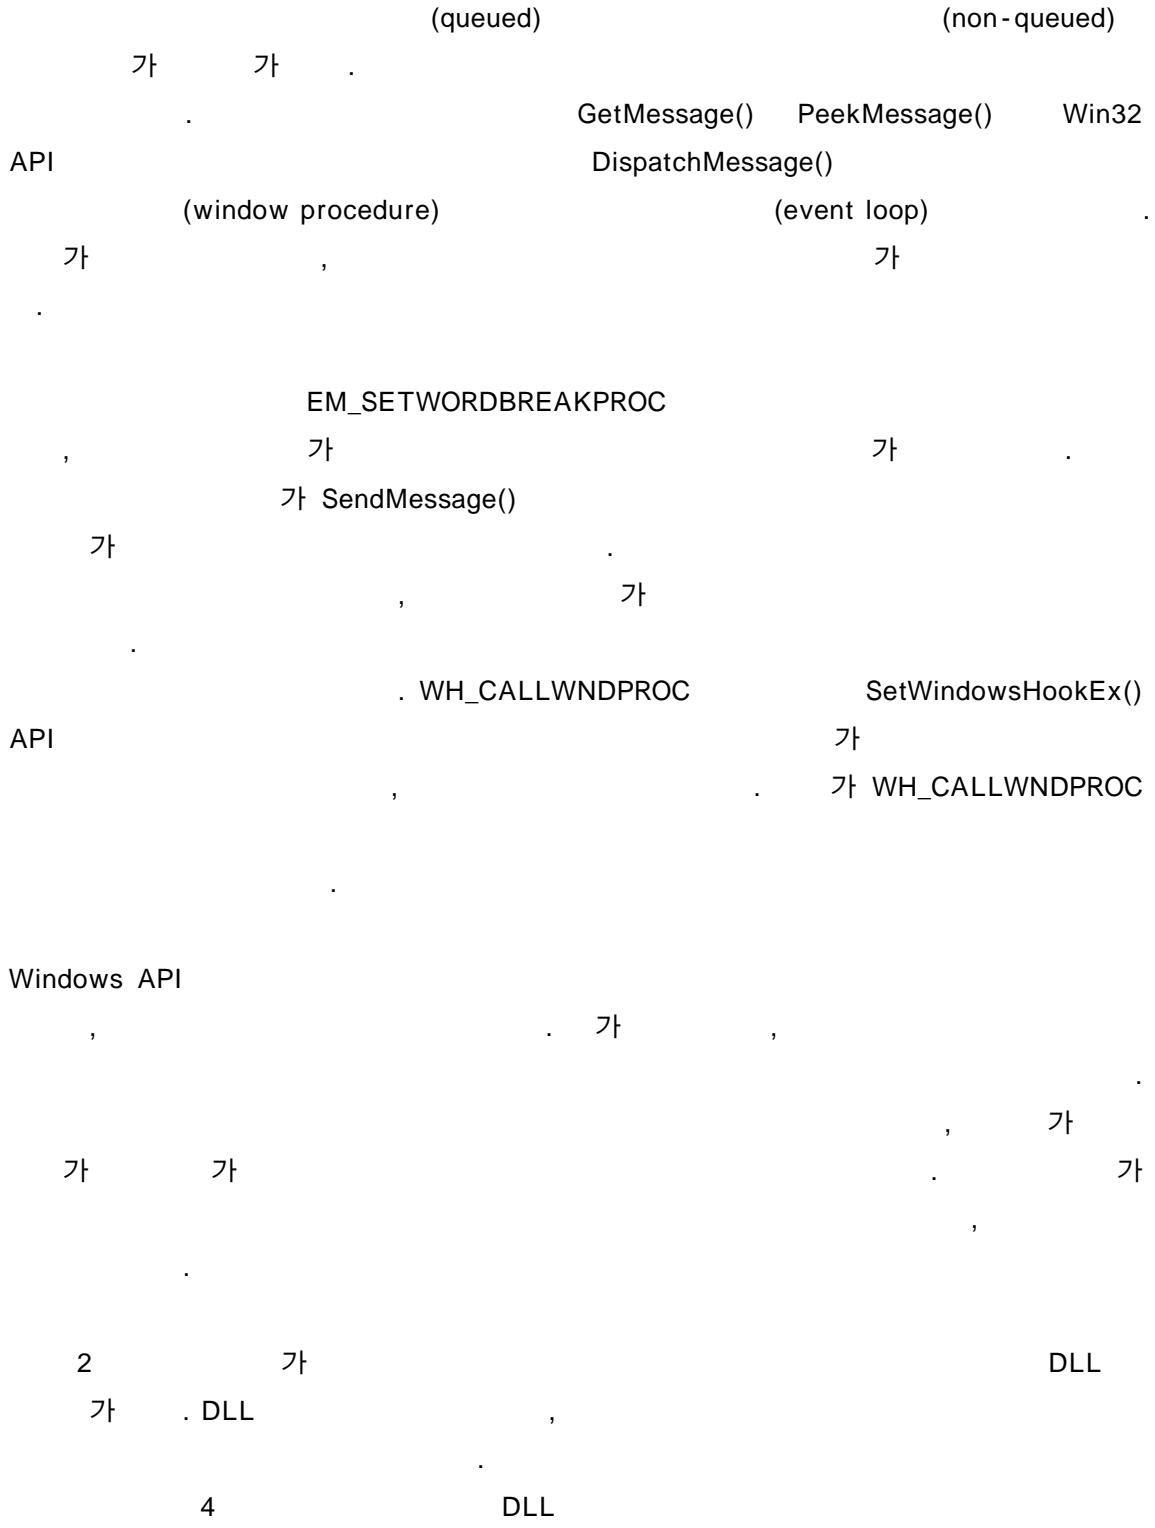 (queued) (non-queued)
가 가 .
. GetMessage() PeekMessage() Win32
API DispatchMessage()
(window procedure) (event loop) .
가 , 가
.
EM_SETWORDBREAKPROC
, 가 가 .
가 SendMessage()
가 .
, 가
.
. WH_CALLWNDPROC SetWindowsHookEx()
API 가
, . 가 WH_CALLWNDPROC
.
Windows API
, . 가 ,
.
, 가
가 가 . 가
,
.
2 가 DLL
가 . DLL ,
.
4 DLL